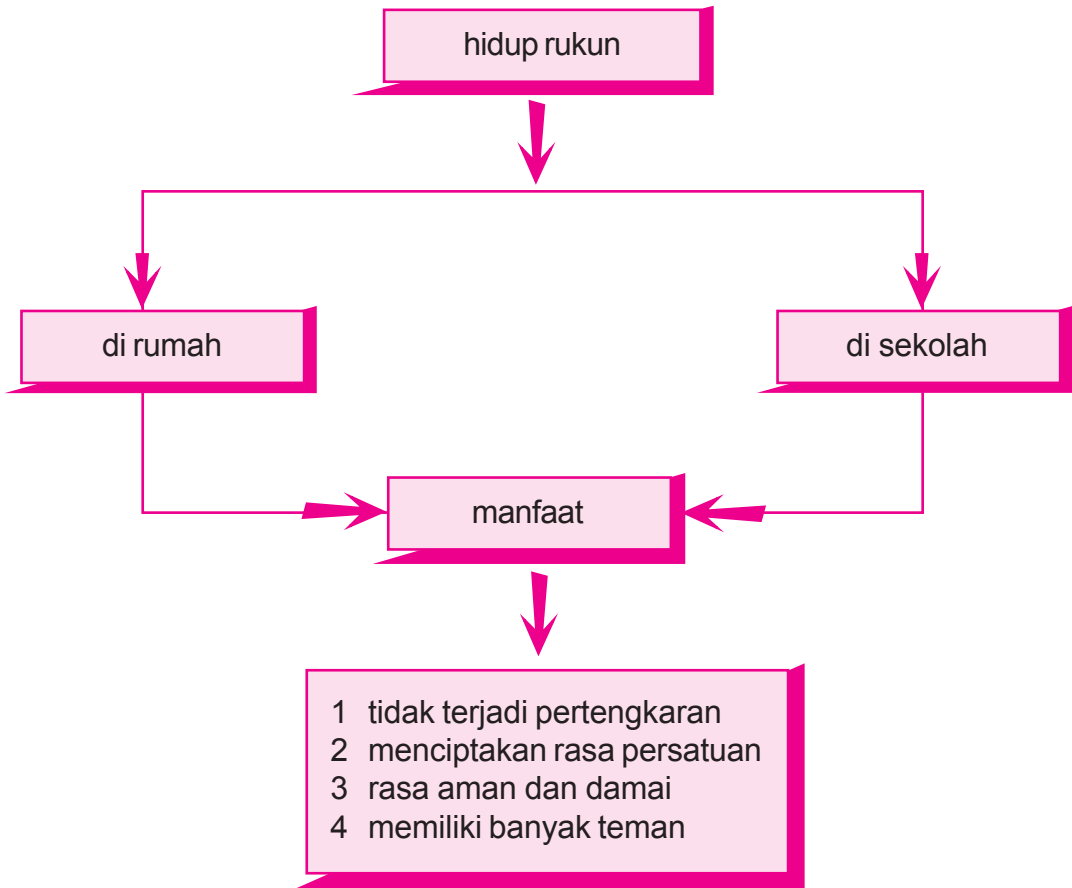 hidup rukun
di rumah
di sekolah
manfaat
1 tidak terjadi pertengkaran
2 menciptakan rasa persatuan
3 rasa aman dan damai
4 memiliki banyak teman